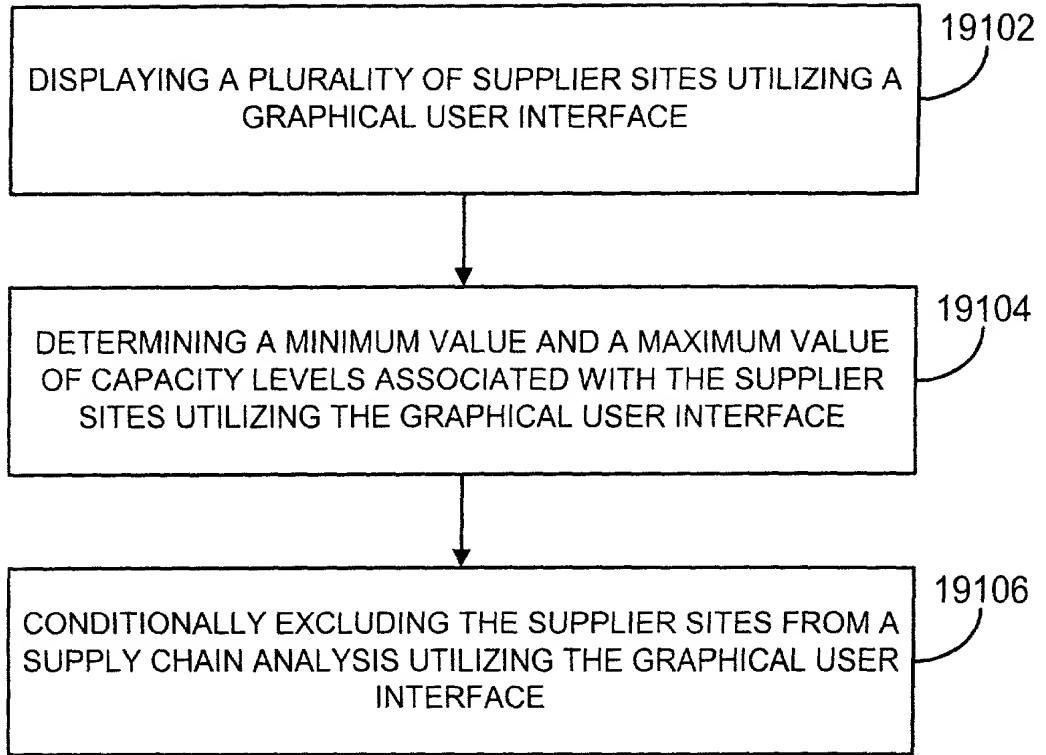 19102
DISPLAYING A PLURALITY OF SUPPLIER SITES UTILIZING A
GRAPHICAL USER INTERFACE
19104
DETERMINING A MINIMUM VALUE AND A MAXIMUM VALUE
OF CAPACITY LEVELS ASSOCIATED WITH THE SUPPLIER
SITES UTILIZING THE GRAPHICAL USER INTERFACE
19106
CONDITIONALLY EXCLUDING THE SUPPLIER SITES FROM A
SUPPLY CHAIN ANALYSIS UTILIZING THE GRAPHICAL USER
INTERFACE